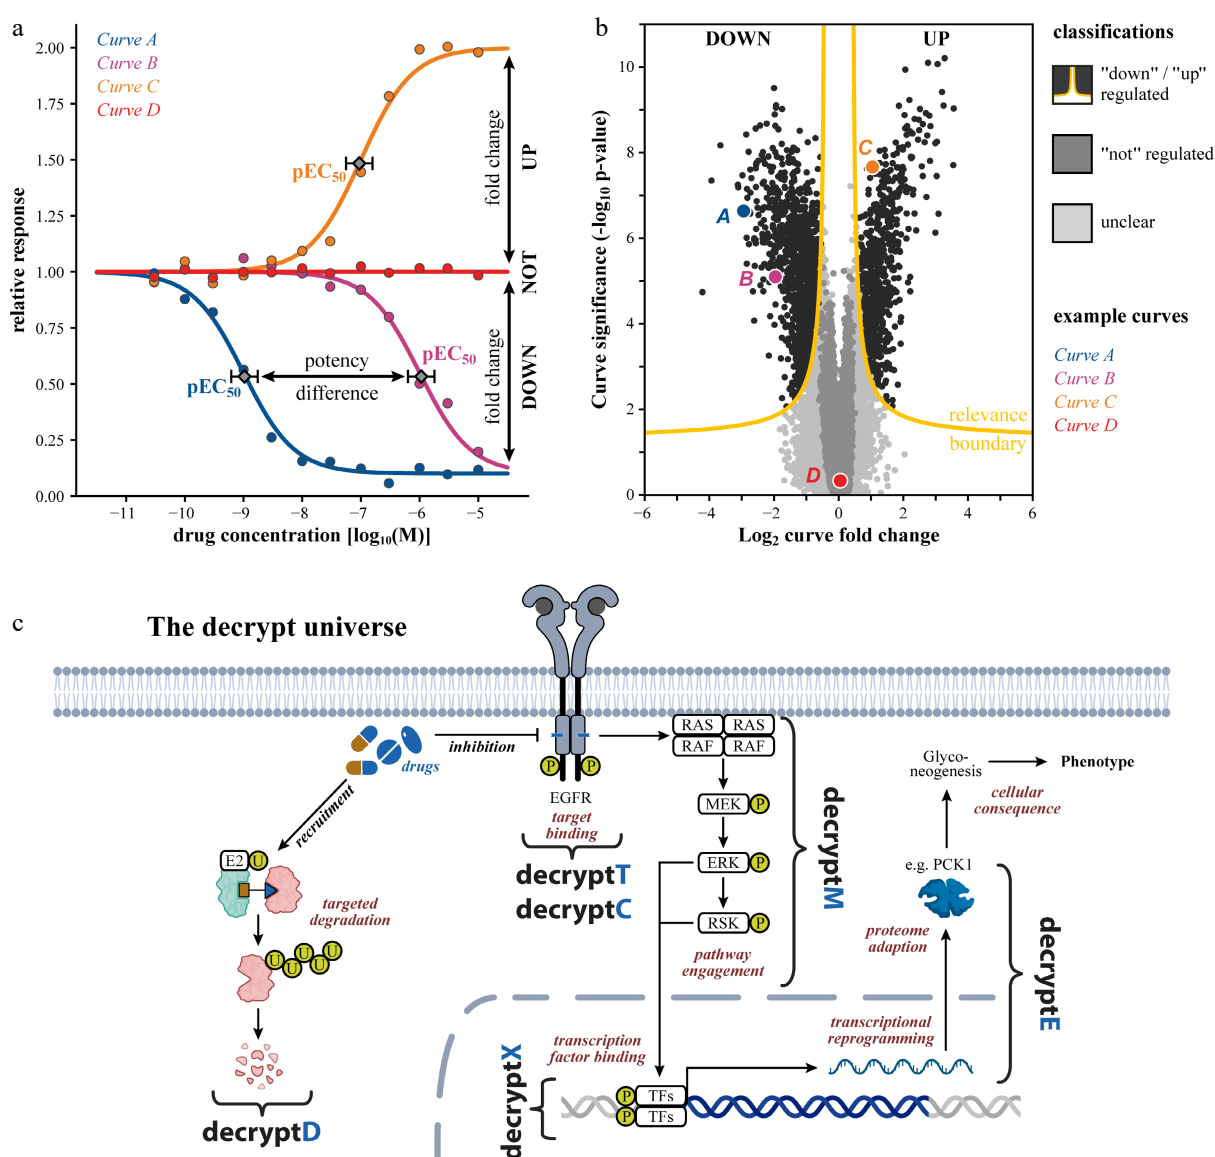 a
Curve A
Curve B
Curve C
Curve D
relative response
2.00
1.75
1.50
1.25
1.00
0.75
0.50
0.25
0.00
pEC50
pEC50
pEC50
potency
difference
fold change
fold change
UP
NOT
DOWN
−11
−10
−9
−8
−7
−6
−5
drug concentration [log10(M)]
b
DOWN
UP
Curve significance (-log10 p-value)
10
8
6
4
2
0
A
B
C
D
relevance
boundary
−6
−4
−2
0
2
4
6
Log2 curve fold change
classifications
"down" / "up"
regulated
"not" regulated
unclear
example curves
Curve A
Curve B
Curve C
Curve D
c
The decrypt universe
inhibition
drugs
recruitment
E2
U
targeted
degradation
U
U
U
U
U
decryptD
P
P
EGFR
target
binding
decryptT
decryptC
RAS
RAS
RAF
RAF
MEK
P
ERK
P
RSK
P
pathway
engagement
decryptM
Glyco-
neogenesis
Phenotype
cellular
consequence
e.g. PCK1
proteome
adaption
decryptE
transcriptional
reprogramming
transcription
factor binding
decryptX
P
TFs
P
TFs